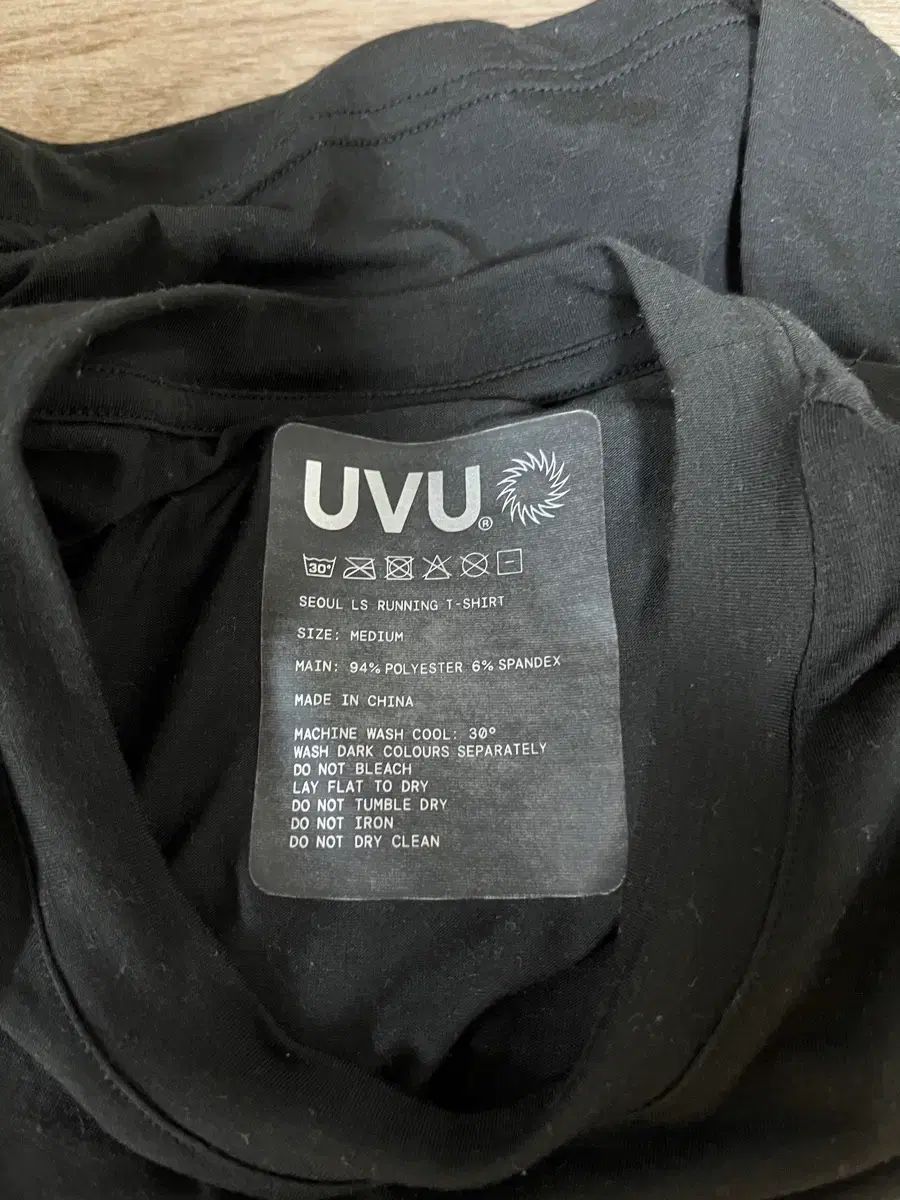 UVU®
30°
SEOUL LS RUNNING T-SHIRT
SIZE: MEDIUM
MAIN: 94% POLYESTER 6% SPANDEX
MADE IN CHINA
MACHINE WASH COOL: 30°
WASH DARK COLOURS SEPARATELY
DO NOT BLEACH
LAY FLAT TO DRY
DO NOT TUMBLE DRY
DO NOT IRON
DO NOT DRY CLEAN